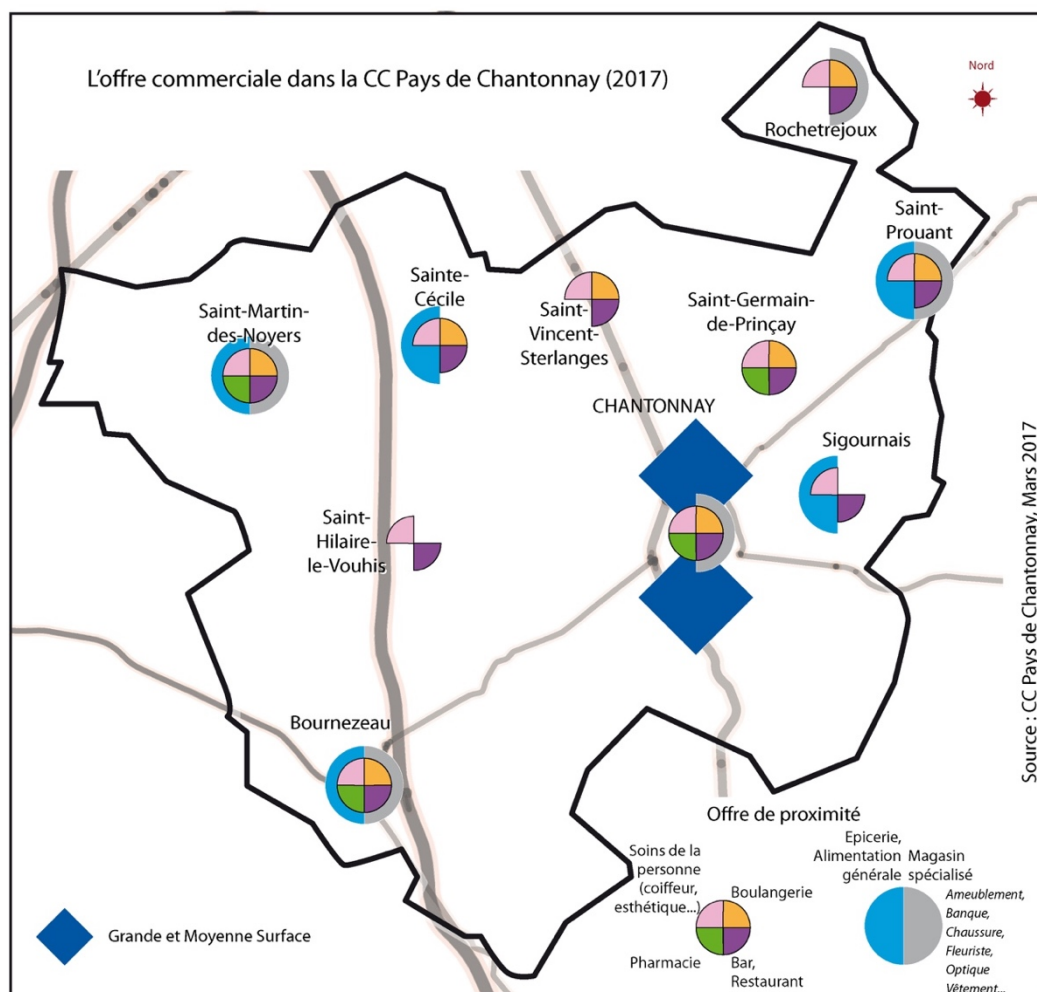 L'offre commerciale dans la CC Pays de Chantonnay (2017)
Nord
Rochetrejoux
Saint-
Prouant
Sainte-
Cécile
Saint-Martin-
des-Noyers
Saint-
Vincent-
Sterlanges
Saint-Germain-
de-Prinçay
CHANTONNAY
Sigournais
Saint-
Hilaire-
le-Vouhis
Bournezeau
Source : CC Pays de Chantonnay, Mars 2017
Offre de proximité
Soins de la
personne
(coiffeur,
esthétique...)
Boulangerie
Pharmacie
Bar,
Restaurant
Epicerie,
Alimentation
générale
Magasin
spécialisé
Ameublement,
Banque,
Chaussure,
Fleuriste,
Optique
Vêtement...
Grande et Moyenne Surface